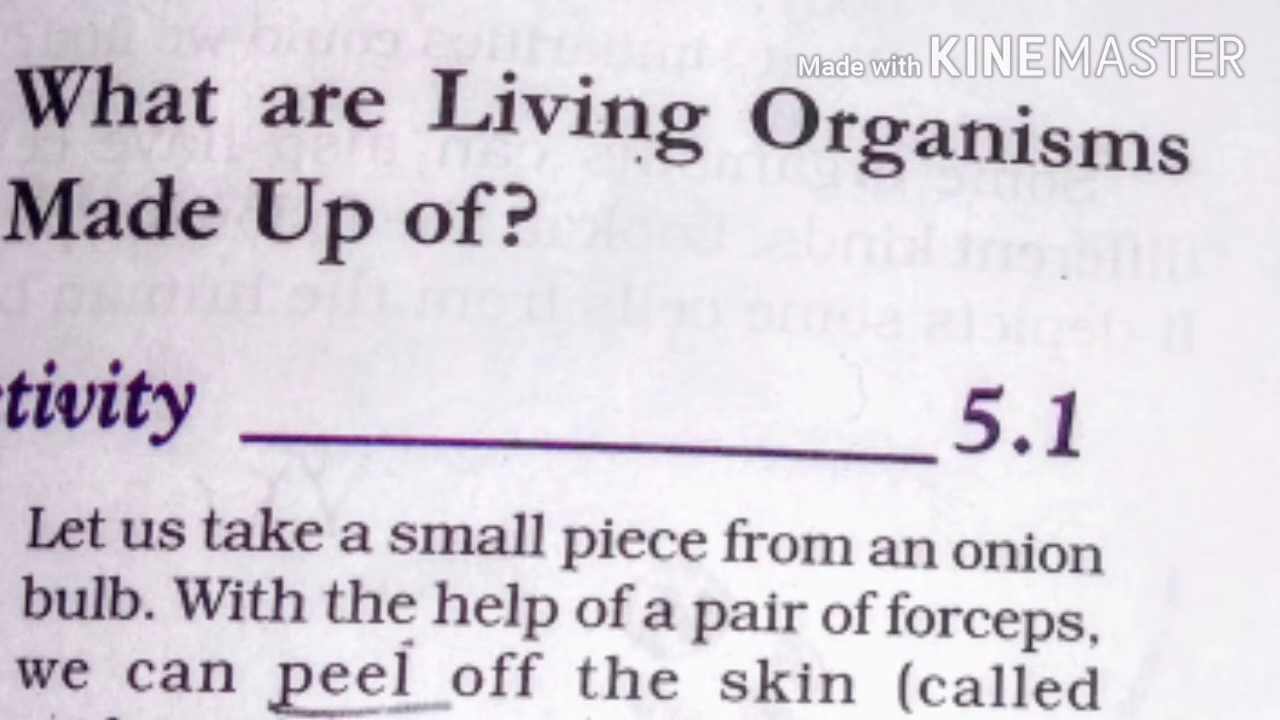 Made with KINEMASTER
What are Living Organisms
Made Up of?
tivity 5.1
Let us take a small piece from an onion
bulb. With the help of a pair of forceps,
we can peel off the skin (called